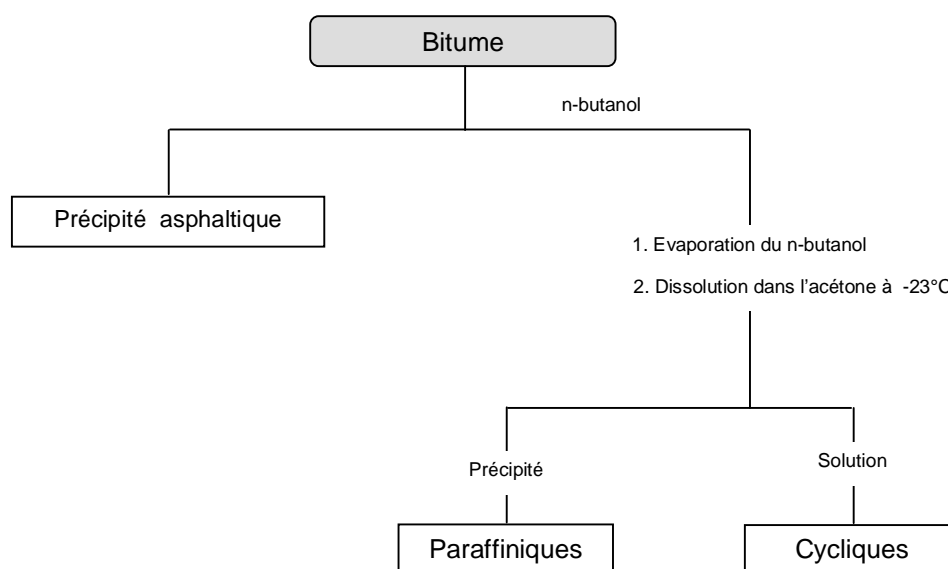 Bitume
n-butanol
Précipité asphaltique
1. Evaporation du n-butanol
2. Dissolution dans l'acétone à -23°C
Précipité
Solution
Paraffiniques
Cycliques